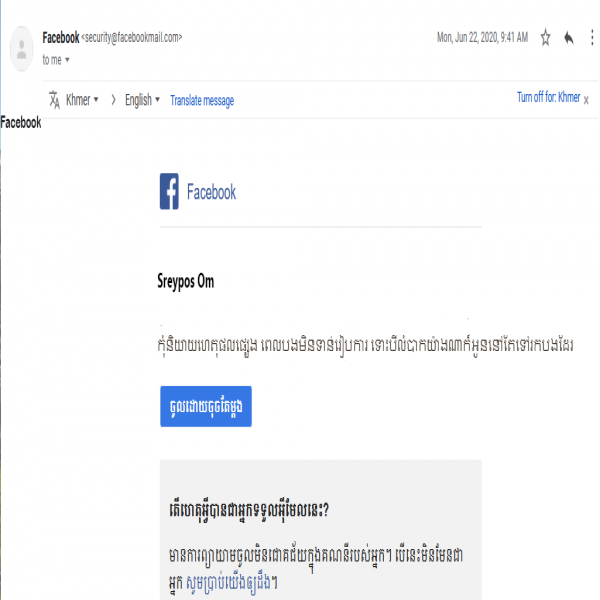 Facebook <security@facebookmail.com>
Mon, Jun 22, 2020, 9:41 AM
to me
Khmer > English Translate message
Turn off for: Khmer x
Facebook
Facebook
Sreypos Om
កុំនិយាយហេតុផលផ្សេង ពេលបងមិនទាន់រៀបការ ទោះបីលំបាកយ៉ាងណាក៍អូននៅតែទៅរកបងដែរ
ចូលដោយចុចតែម្តង
តើហេតុអ្វីបានជាអ្នកទទួលអ៊ីមែលនេះ?
មានការព្យាយាមចូលមិនជោគជ័យក្នុងគណនីរបស់អ្នក។ បើនេះមិនមែនជា
អ្នក សូមប្រាប់យើងឲ្យដឹង។